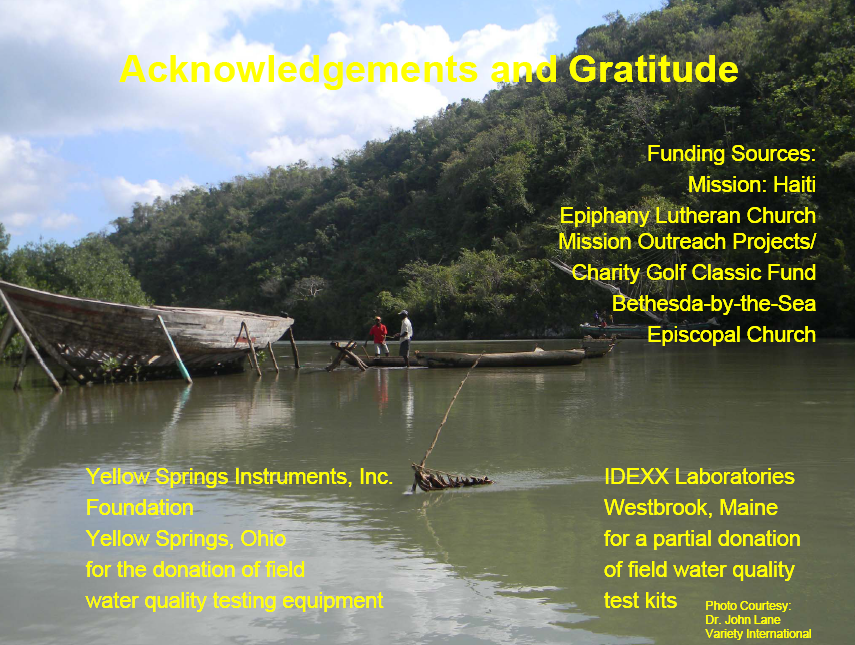 Acknowledgements and Gratitude
Funding Sources:
Mission: Haiti
Epiphany Lutheran Church
Mission Outreach Projects/
Charity Golf Classic Fund
Bethesda-by-the-Sea
Episcopal Church
Yellow Springs Instruments, Inc.
Foundation
Yellow Springs, Ohio
for the donation of field
water quality testing equipment
IDEXX Laboratories
Westbrook, Maine
for a partial donation
of field water quality
test kits
Photo Courtesy:
Dr. John Lane
Variety International